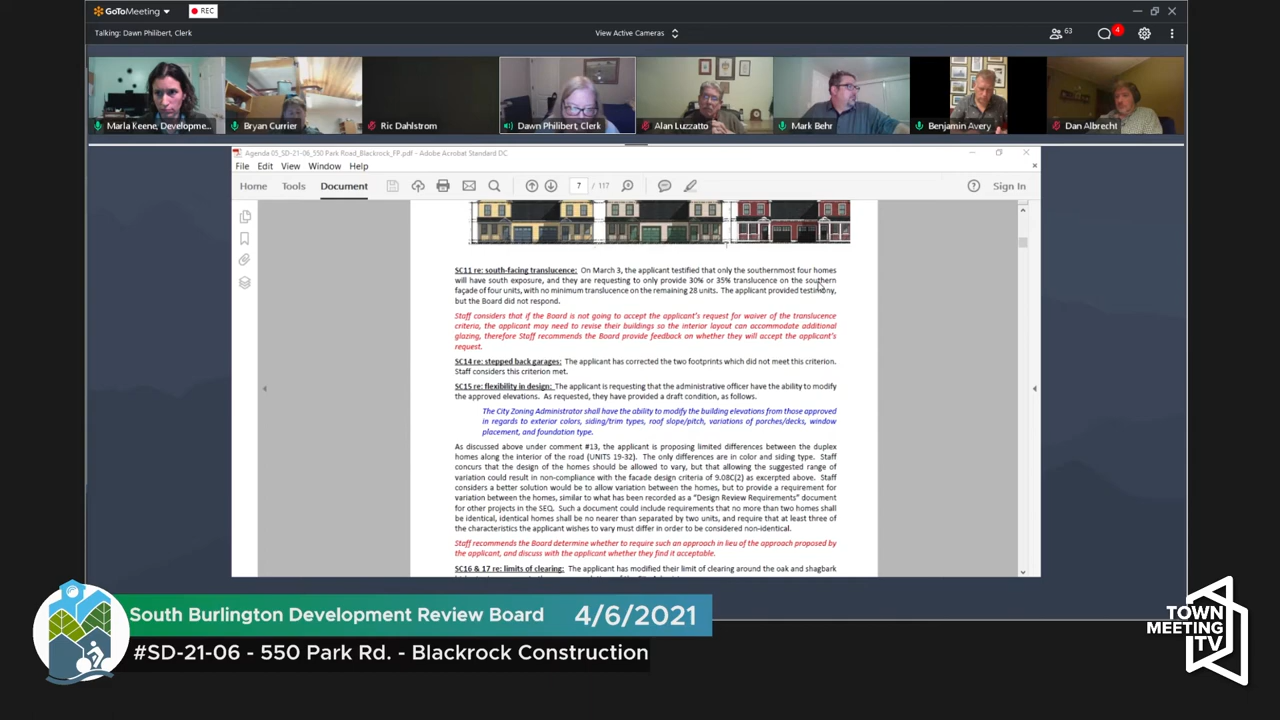 GoToMeeting
REC
Talking: Dawn Philibert, Clerk
View Active Cameras
63
4
Marla Keene, Developme...
Bryan Currier
Ric Dahlstrom
Dawn Philibert, Clerk
Alan Luzzatto
Mark Behr
Benjamin Avery
Dan Albrecht
Agenda 05_SD-21-06_550 Park Road_Blackrock_FP.pdf - Adobe Acrobat Standard DC
File Edit View Window Help
Home Tools Document 7 / 117 Sign In
SC11 re: south-facing translucence: On March 3, the applicant testified that only the southernmost four homes
will have south exposure, and they are requesting to only provide 30% or 35% translucence on the southern
façade of four units, with no minimum translucence on the remaining 28 units. The applicant provided testimony,
but the Board did not respond.
Staff considers that if the Board is not going to accept the applicant's request for waiver of the translucence
criteria, the applicant may need to revise their buildings so the interior layout can accommodate additional
glazing, therefore Staff recommends the Board provide feedback on whether they will accept the applicant's
request.
SC14 re: stepped back garages: The applicant has corrected the two footprints which did not meet this criterion.
Staff considers this criterion met.
SC15 re: flexibility in design: The applicant is requesting that the administrative officer have the ability to modify
the approved elevations. As requested, they have provided a draft condition, as follows.
The City Zoning Administrator shall have the ability to modify the building elevations from those approved
in regards to exterior colors, siding/trim types, roof slope/pitch, variations of porches/decks, window
placement, and foundation type.
As discussed above under comment #13, the applicant is proposing limited differences between the duplex
homes along the interior of the road (UNITS 19-32). The only differences are in color and siding type. Staff
concurs that the design of the homes should be allowed to vary, but that allowing the suggested range of
variation could result in non-compliance with the facade design criteria of 9.08C(2) as excerpted above. Staff
considers a better solution would be to allow variation between the homes, but to provide a requirement for
variation between the homes, similar to what has been recorded as a "Design Review Requirements" document
for other projects in the SEQ. Such a document could include requirements that no more than two homes shall
be identical, identical homes shall be no nearer than separated by two units, and require that at least three of
the characteristics the applicant wishes to vary must differ in order to be considered non-identical.
Staff recommends the Board determine whether to require such an approach in lieu of the approach proposed by
the applicant, and discuss with the applicant whether they find it acceptable.
SC16 & 17 re: limits of clearing: The applicant has modified their limit of clearing around the oak and shagbark
South Burlington Development Review Board 4/6/2021
#SD-21-06 - 550 Park Rd. - Blackrock Construction
TOWN
MEETING
TV